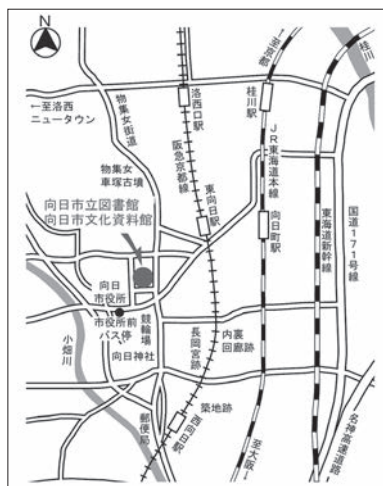 N
←至京都
桂川
洛西口駅
桂川駅
←至洛西
ニュータウン
物集女街道
阪急京都線
JR東海道本線
物集女
車塚古墳
東向日駅
向日町駅
東海道新幹線
国道171号線
向日市立図書館
向日市文化資料館
向日
市役所
市役所前
バス停
競輪場
向日神社
小畑川
長岡宮跡
内裏
回廊跡
築地跡
郵便局
西向日駅
至大阪→
名神高速道路